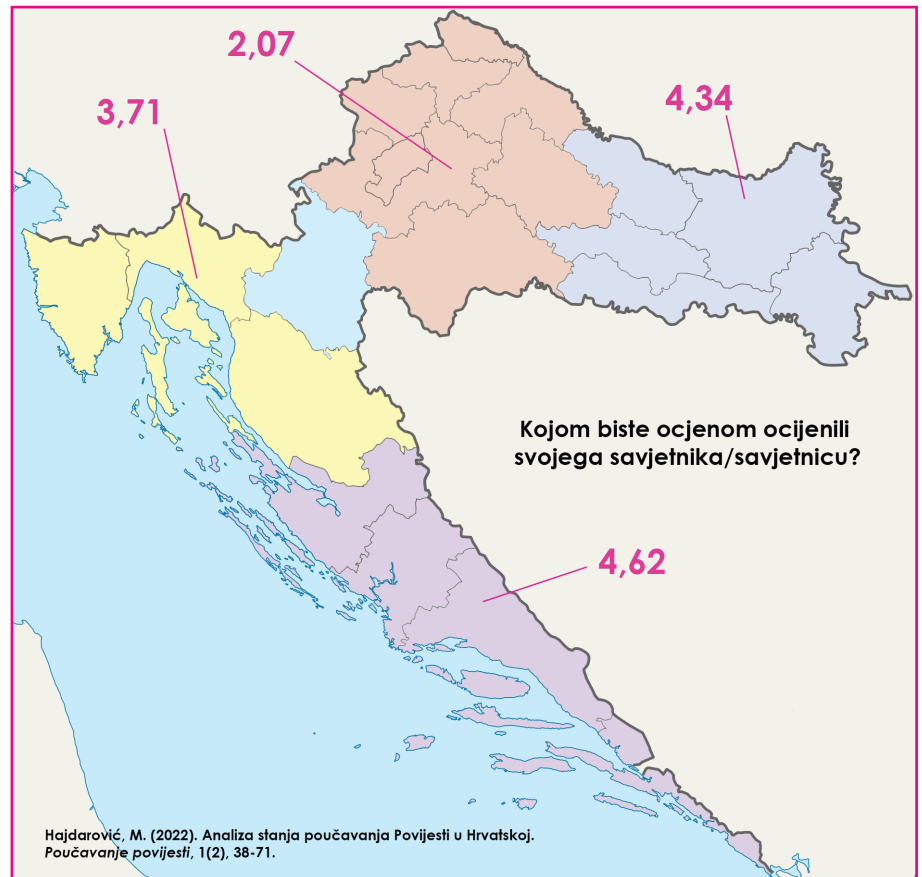 2,07
3,71
4,34
Kojom biste ocjenom ocijenili
svojega savjetnika/savjetnicu?
4,62
Hajdarović, M. (2022). Analiza stanja poučavanja Povijesti u Hrvatskoj.
Poučavanje povijesti, 1(2), 38-71.